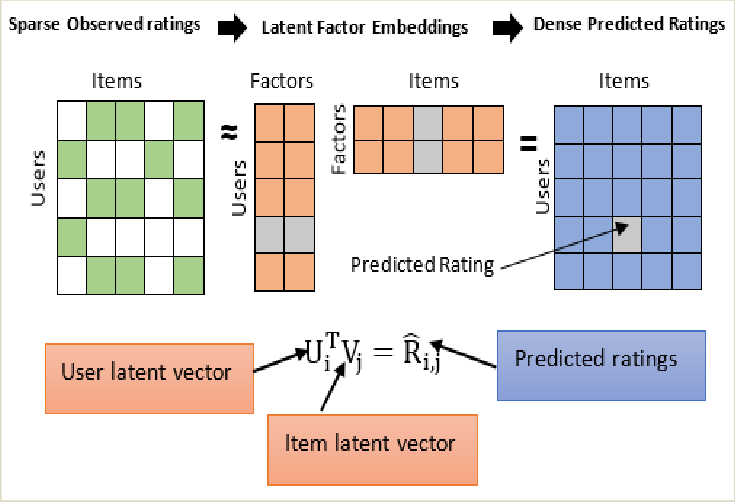 Sparse Observed ratings
Latent Factor Embeddings
Dense Predicted Ratings
Items
Factors
Items
Items
Users
≈
Users
Factors
=
Users
Predicted Rating
User latent vector
U_i^T V_j = R̂_{i,j}
Predicted ratings
Item latent vector